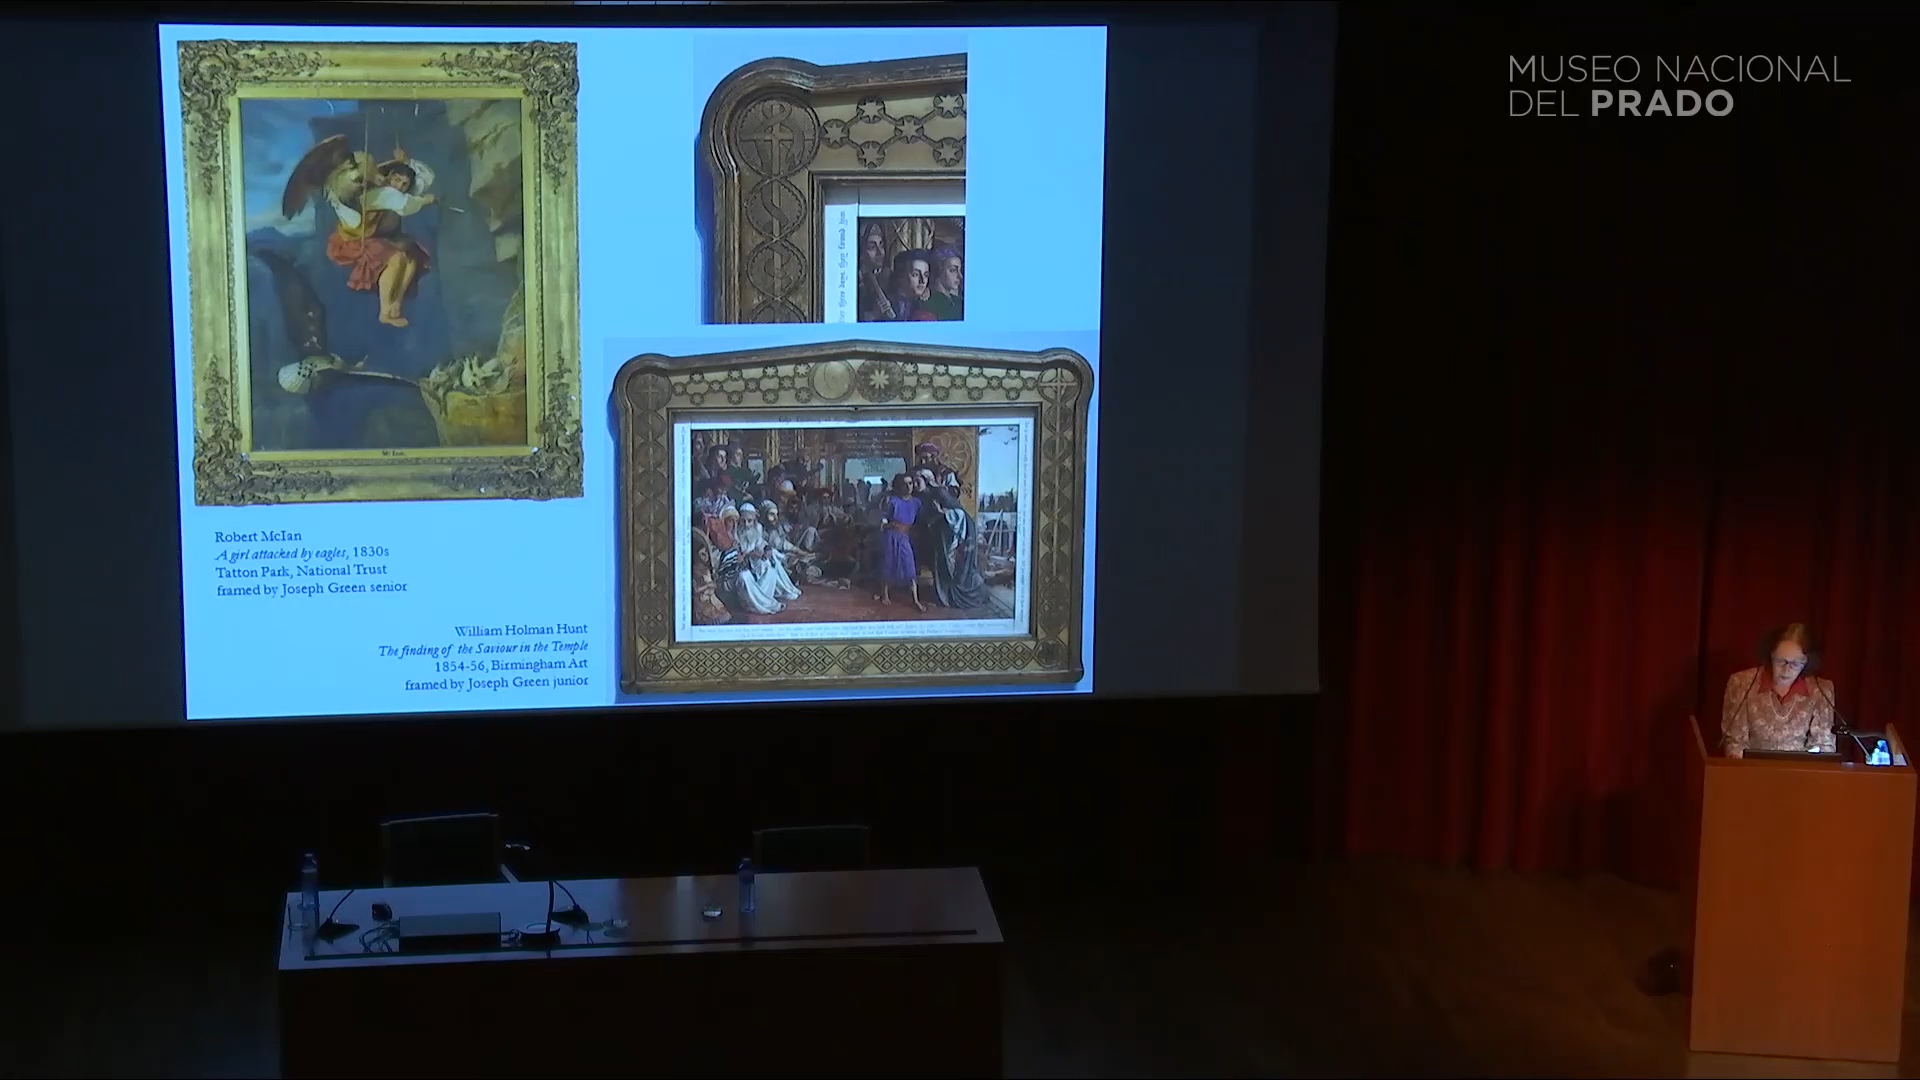 MUSEO NACIONAL
DEL PRADO
Robert McIan
A girl attacked by eagles, 1830s
Tatton Park, National Trust
framed by Joseph Green senior
William Holman Hunt
The finding of the Saviour in the Temple
1854-56, Birmingham Art
framed by Joseph Green junior